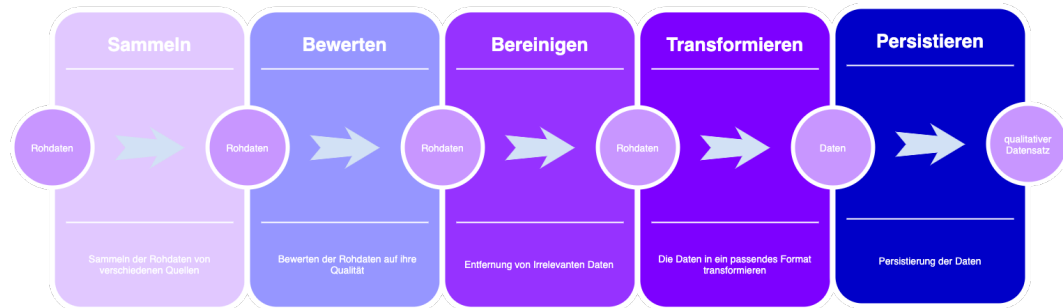 Sammeln
Bewerten
Bereinigen
Transformieren
Persistieren
Rohdaten
Rohdaten
Rohdaten
Rohdaten
Daten
qualitativer
Datensatz
Sammeln der Rohdaten von
verschiedenen Quellen
Bewerten der Rohdaten auf ihre
Qualität
Entfernung von Irrelevanten Daten
Die Daten in ein passendes Format
transformieren
Persistierung der Daten